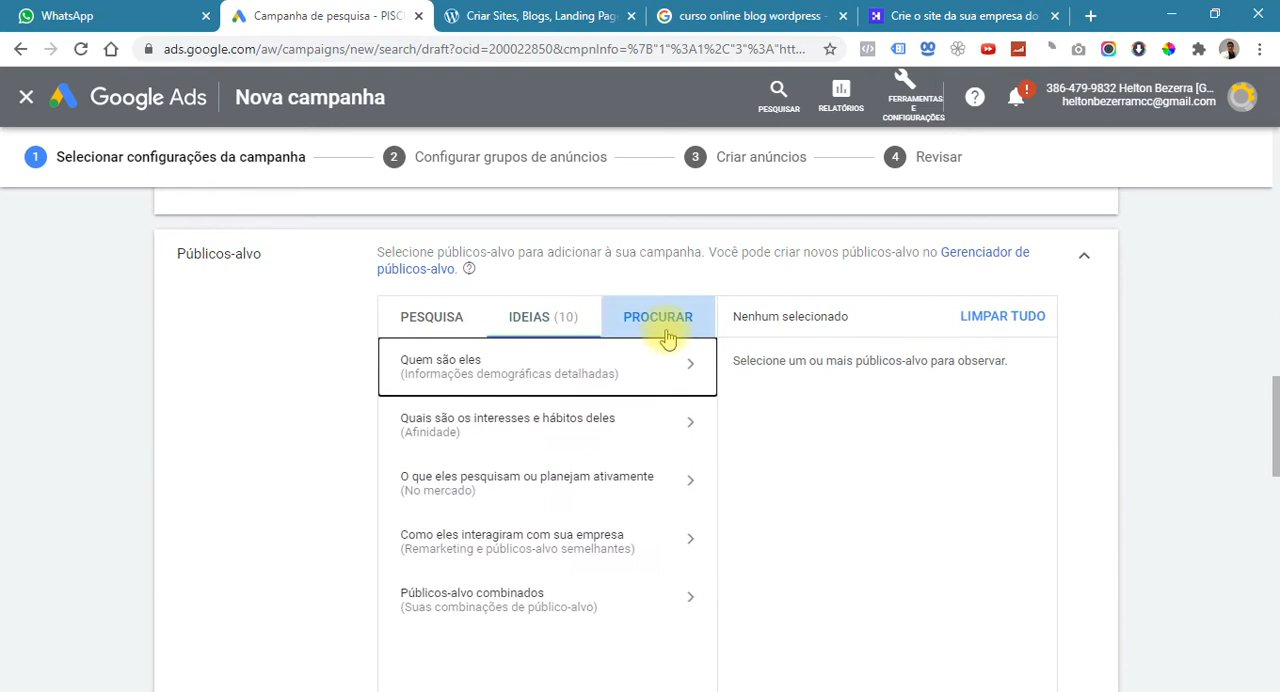 WhatsApp
Campanha de pesquisa - PISCI
Criar Sites, Blogs, Landing Page
curso online blog wordpress -
Crie o site da sua empresa do
ads.google.com/aw/campaigns/new/search/draft?ocid=200022850&cmpnInfo=%7B"1"%3A1%2C"3"%3A"htt...
Google Ads
Nova campanha
PESQUISAR
RELATÓRIOS
FERRAMENTAS
E
CONFIGURAÇÕES
386-479-9832 Helton Bezerra [G...
heltonbezerramcc@gmail.com
1 Selecionar configurações da campanha
2 Configurar grupos de anúncios
3 Criar anúncios
4 Revisar
Públicos-alvo
Selecione públicos-alvo para adicionar à sua campanha. Você pode criar novos públicos-alvo no Gerenciador de
públicos-alvo.
PESQUISA
IDEIAS (10)
PROCURAR
Nenhum selecionado
LIMPAR TUDO
Quem são eles
(Informações demográficas detalhadas)
Selecione um ou mais públicos-alvo para observar.
Quais são os interesses e hábitos deles
(Afinidade)
O que eles pesquisam ou planejam ativamente
(No mercado)
Como eles interagiram com sua empresa
(Remarketing e públicos-alvo semelhantes)
Públicos-alvo combinados
(Suas combinações de público-alvo)